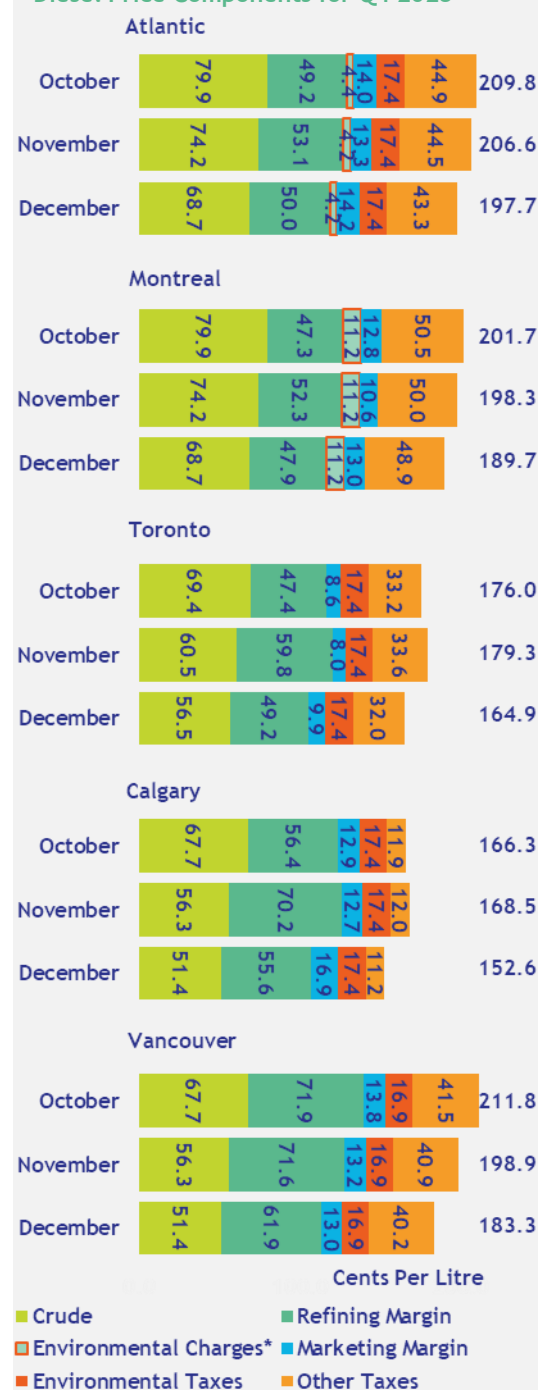 Diesel Price Components for Q4 2023
Atlantic
October 79.9 49.2 4.4 14.0 17.4 44.9 209.8
November 74.2 53.1 4.2 13.3 17.4 44.5 206.6
December 68.7 50.0 4.2 14.2 17.4 43.3 197.7
Montreal
October 79.9 47.3 11.2 12.8 50.5 201.7
November 74.2 52.3 11.2 10.6 50.0 198.3
December 68.7 47.9 11.2 13.0 48.9 189.7
Toronto
October 69.4 47.4 8.6 17.4 33.2 176.0
November 60.5 59.8 8.0 17.4 33.6 179.3
December 56.5 49.2 9.9 17.4 32.0 164.9
Calgary
October 67.7 56.4 12.9 17.4 11.9 166.3
November 56.3 70.2 12.7 17.4 12.0 168.5
December 51.4 55.6 16.9 17.4 11.2 152.6
Vancouver
October 67.7 71.9 13.8 16.9 41.5 211.8
November 56.3 71.6 13.2 16.9 40.9 198.9
December 51.4 61.9 13.0 16.9 40.2 183.3
Cents Per Litre
Crude Refining Margin
Environmental Charges* Marketing Margin
Environmental Taxes Other Taxes